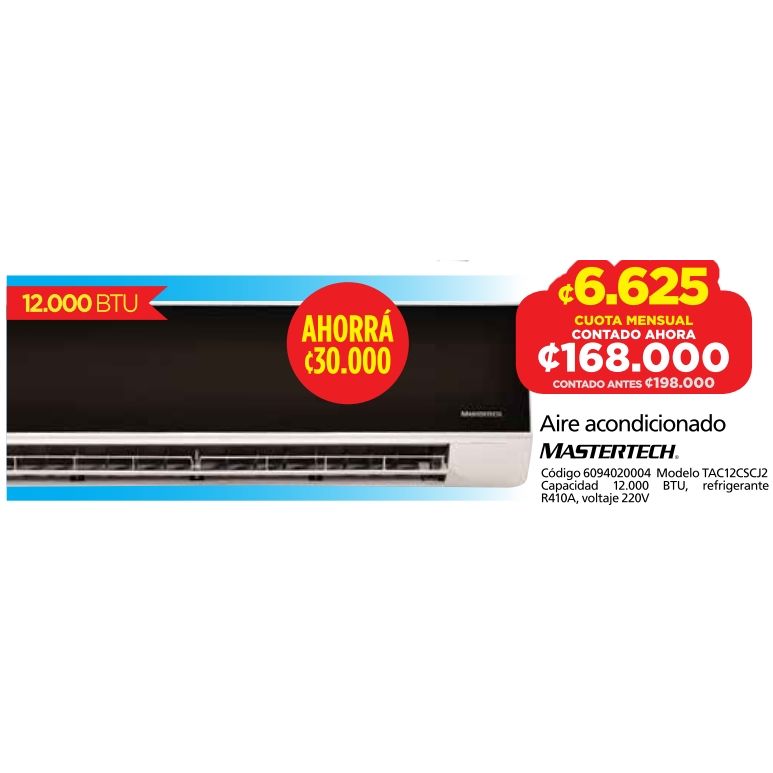 12.000 BTU
AHORRÁ
₡30.000
MASTERTECH
₡6.625
CUOTA MENSUAL
CONTADO AHORA
₡168.000
CONTADO ANTES ₡198.000
Aire acondicionado
MASTERTECH®
Código 6094020004 Modelo TAC12CSCJ2
Capacidad 12.000 BTU, refrigerante
R410A, voltaje 220V